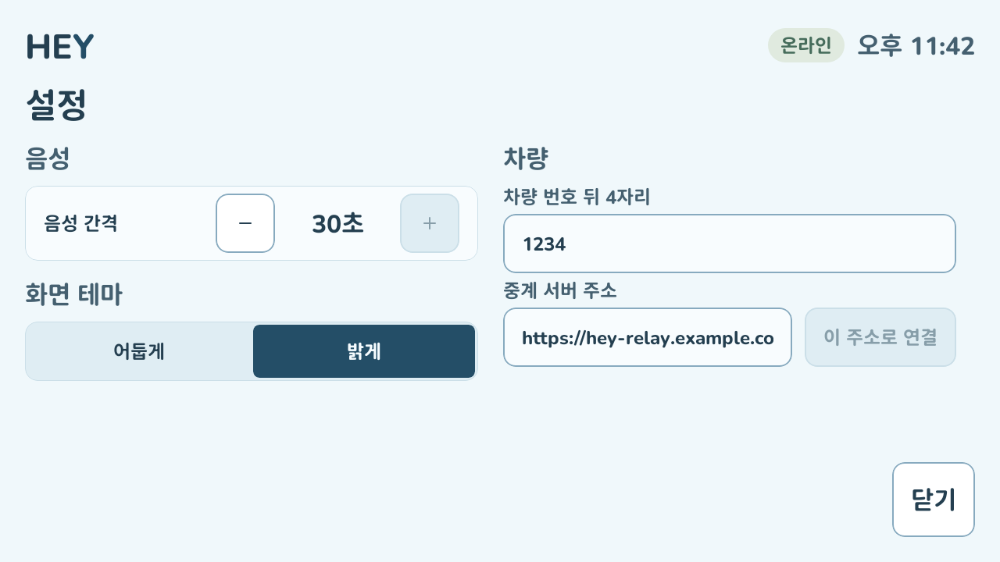 HEY
온라인 오후 11:42
설정
음성
음성 간격 − 30초 +
화면 테마
어둡게 밝게
차량
차량 번호 뒤 4자리
1234
중계 서버 주소
https://hey-relay.example.co 이 주소로 연결
닫기